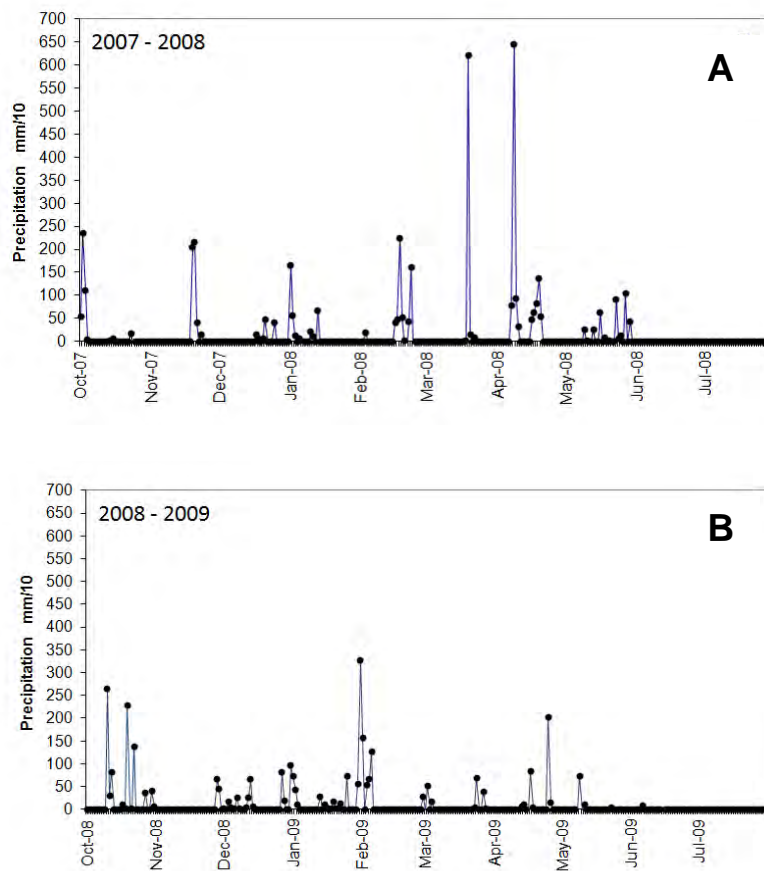 2007 - 2008
A
Precipitation mm/10
700
650
600
550
500
450
400
350
300
250
200
150
100
50
0
Oct-07
Nov-07
Dec-07
Jan-08
Feb-08
Mar-08
Apr-08
May-08
Jun-08
Jul-08
2008 - 2009
B
Precipitation mm/10
700
650
600
550
500
450
400
350
300
250
200
150
100
50
0
Oct-08
Nov-08
Dec-08
Jan-09
Feb-09
Mar-09
Apr-09
May-09
Jun-09
Jul-09